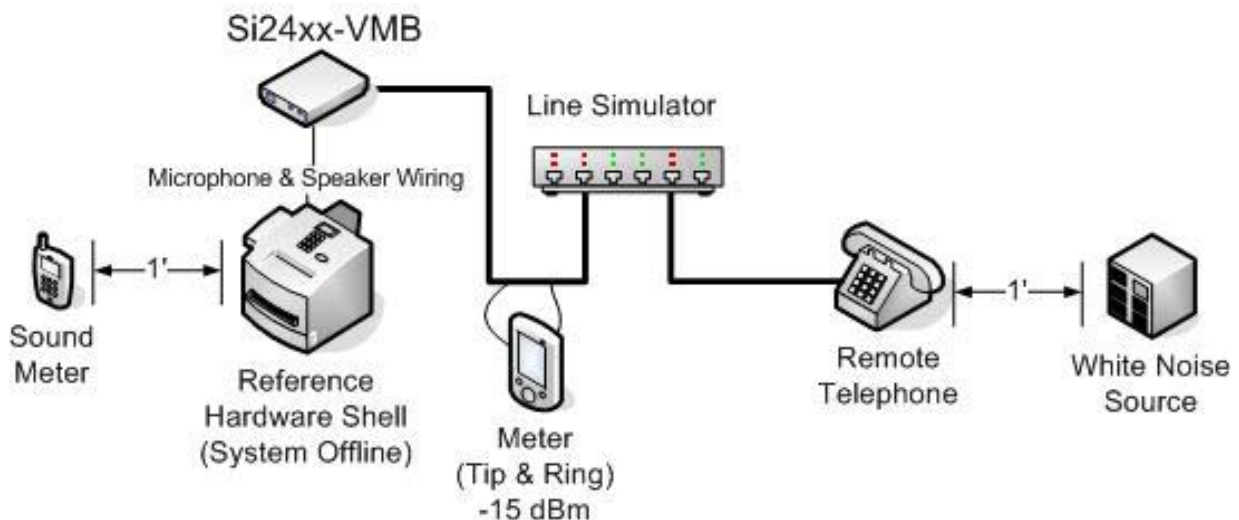 Si24xx-VMB
Line Simulator
Microphone & Speaker Wiring
1'
1'
Sound
Meter
Reference
Hardware Shell
(System Offline)
Meter
(Tip & Ring)
-15 dBm
Remote
Telephone
White Noise
Source